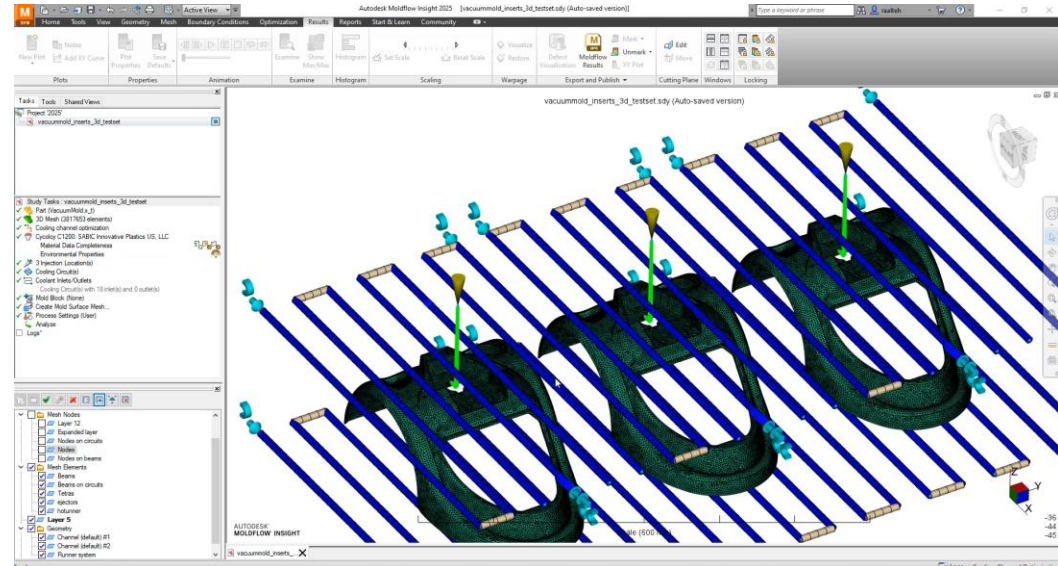 Active View
Autodesk Moldflow Insight 2025 [vacuummold_inserts_3d_testset.sdy (Auto-saved version)]
Type a keyword or phrase
raalteh
Home Tools View Geometry Mesh Boundary Conditions Optimization Results Reports Start & Learn Community
New Plot
Notes
Add XY Curve
Plot Properties
Save Defaults
Examine
Show Min/Max
Histogram
Set Scale
Reset Scale
Visualize
Restore
Defect Visualization
Moldflow Results
Mark
Unmark
XY Plot
Edit
Move
Plots Properties Animation Examine Histogram Scaling Warpage Export and Publish Cutting Plane Windows Locking
Tasks Tools Shared Views
Project '2025'
vacuummold_inserts_3d_testset
Study Tasks : vacuummold_inserts_3d_testset
Part (VacuumMold.x_t)
3D Mesh (3817653 elements)
Cooling channel optimization
Cycoloy C1200: SABIC Innovative Plastics US, LLC
Material Data Completeness
Environmental Properties
3 Injection Location(s)
Cooling Circuit(s)
Coolant Inlets/Outlets
Cooling Circuit(s) with 18 inlet(s) and 0 outlet(s)
Mold Block (None)
Create Mold Surface Mesh...
Process Settings (User)
Analyse
Logs*
Mesh Nodes
Layer 12
Expanded layer
Nodes on circuits
Nodes
Nodes on beams
Mesh Elements
Beams
Beams on circuits
Tetras
ejectors
hotrunner
Layer 5
Geometry
Channel (default) #1
Channel (default) #2
Runner system
vacuummold_inserts_3d_testset.sdy (Auto-saved version)
AUTODESK
MOLDFLOW INSIGHT
Z
Y
X
-36
-44
-45
vacuummold_inserts_...